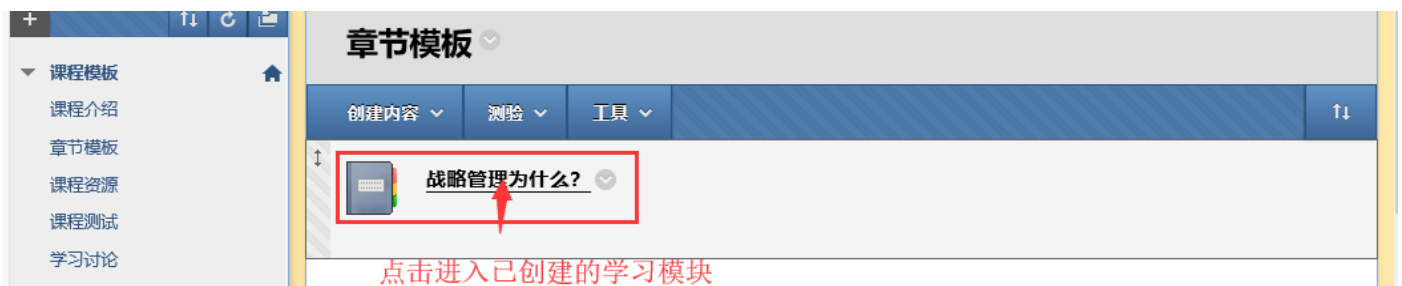 章节模板
课程模板
课程介绍
章节模板
课程资源
课程测试
学习讨论
创建内容 测验 工具
战略管理为什么？
点击进入已创建的学习模块